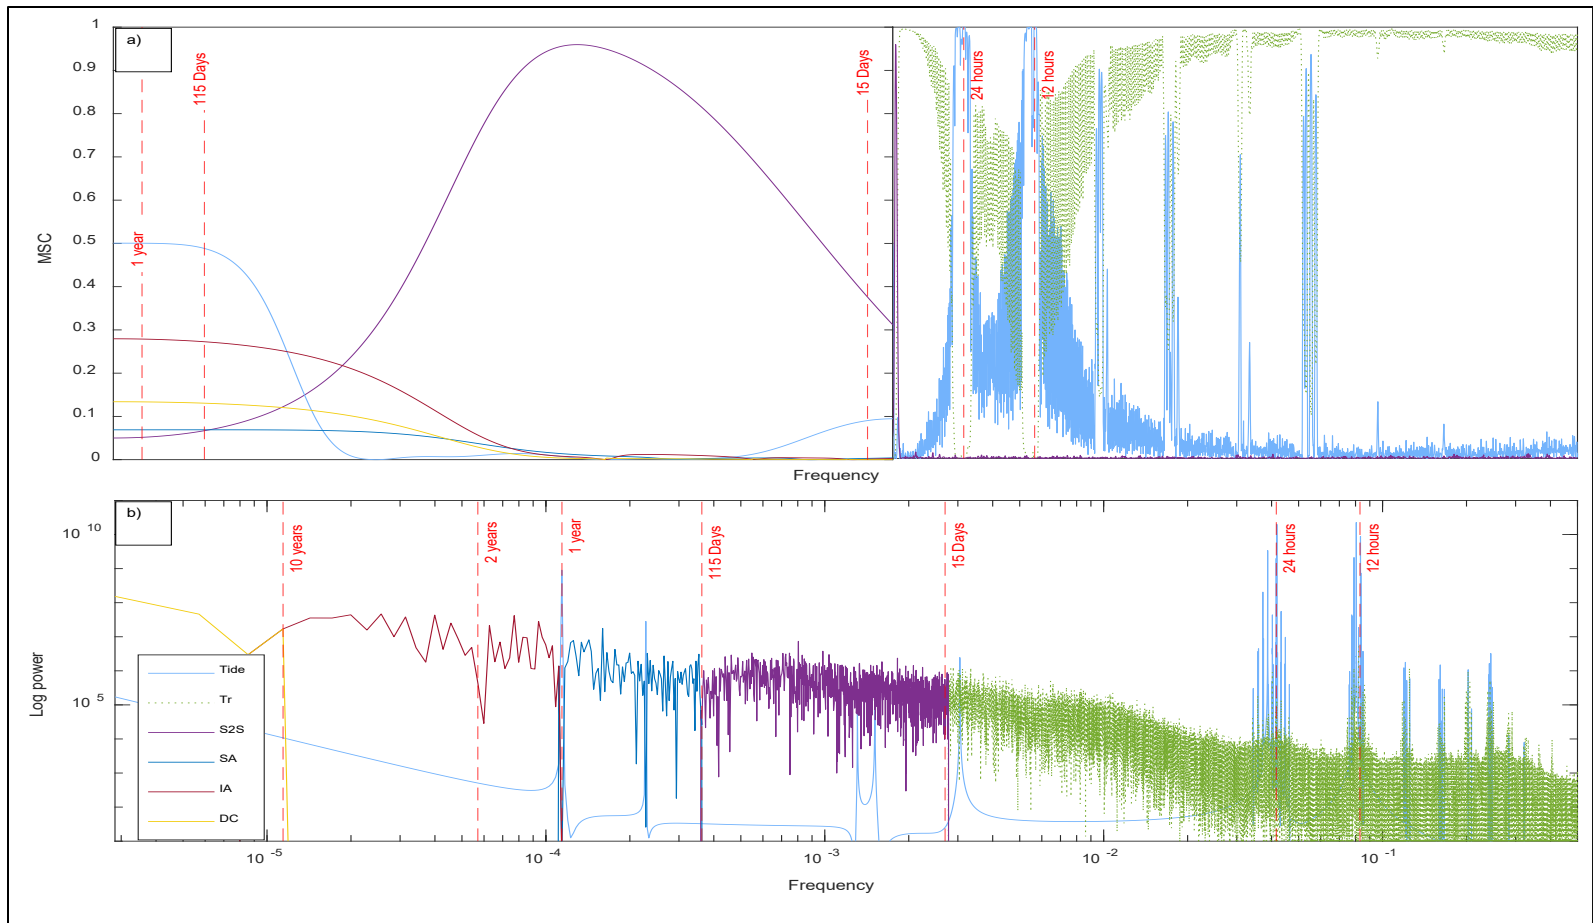 a)
1
0.9
0.8
0.7
0.6
0.5
0.4
0.3
0.2
0.1
0
MSC
1 year
115 Days
15 Days
24 hours
12 hours
Frequency
b)
10 10
10 5
Log power
10 years
2 years
1 year
115 Days
15 Days
24 hours
12 hours
Tide
Tr
S2S
SA
IA
DC
10 -5
10 -4
10 -3
10 -2
10 -1
Frequency